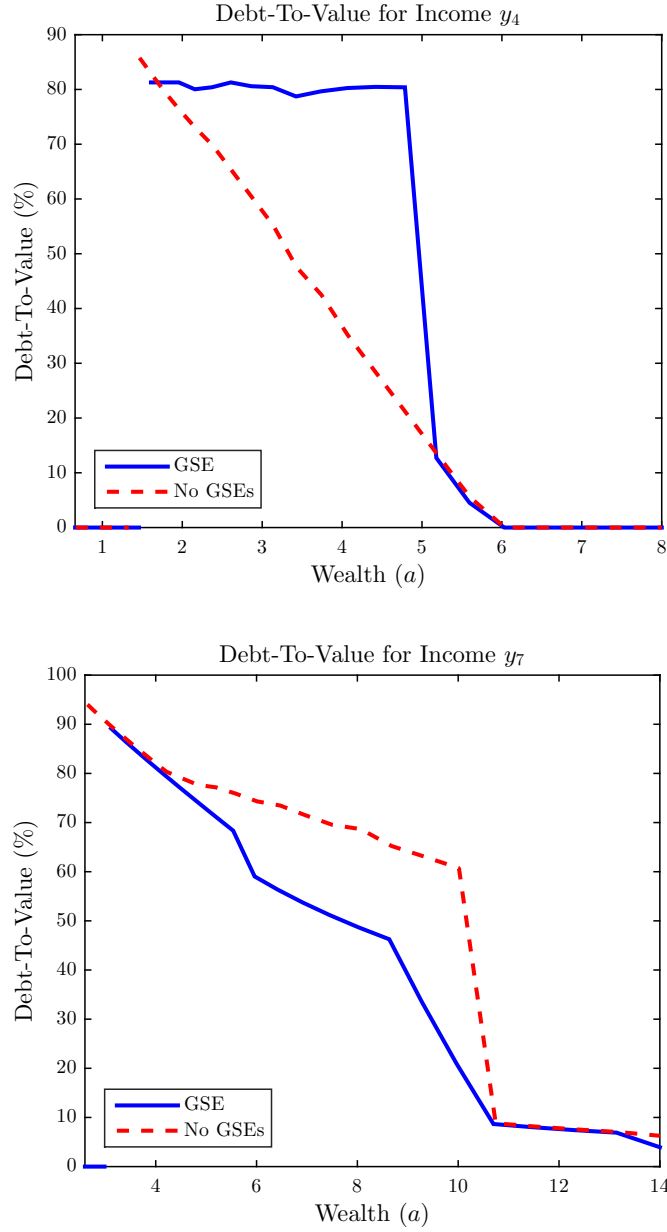 Debt-To-Value for Income y4
90
80
70
60
50
40
30
20
10
0
Debt-To-Value (%)
GSE
No GSEs
1 2 3 4 5 6 7 8
Wealth (a)
Debt-To-Value for Income y7
100
90
80
70
60
50
40
30
20
10
0
Debt-To-Value (%)
GSE
No GSEs
4 6 8 10 12 14
Wealth (a)